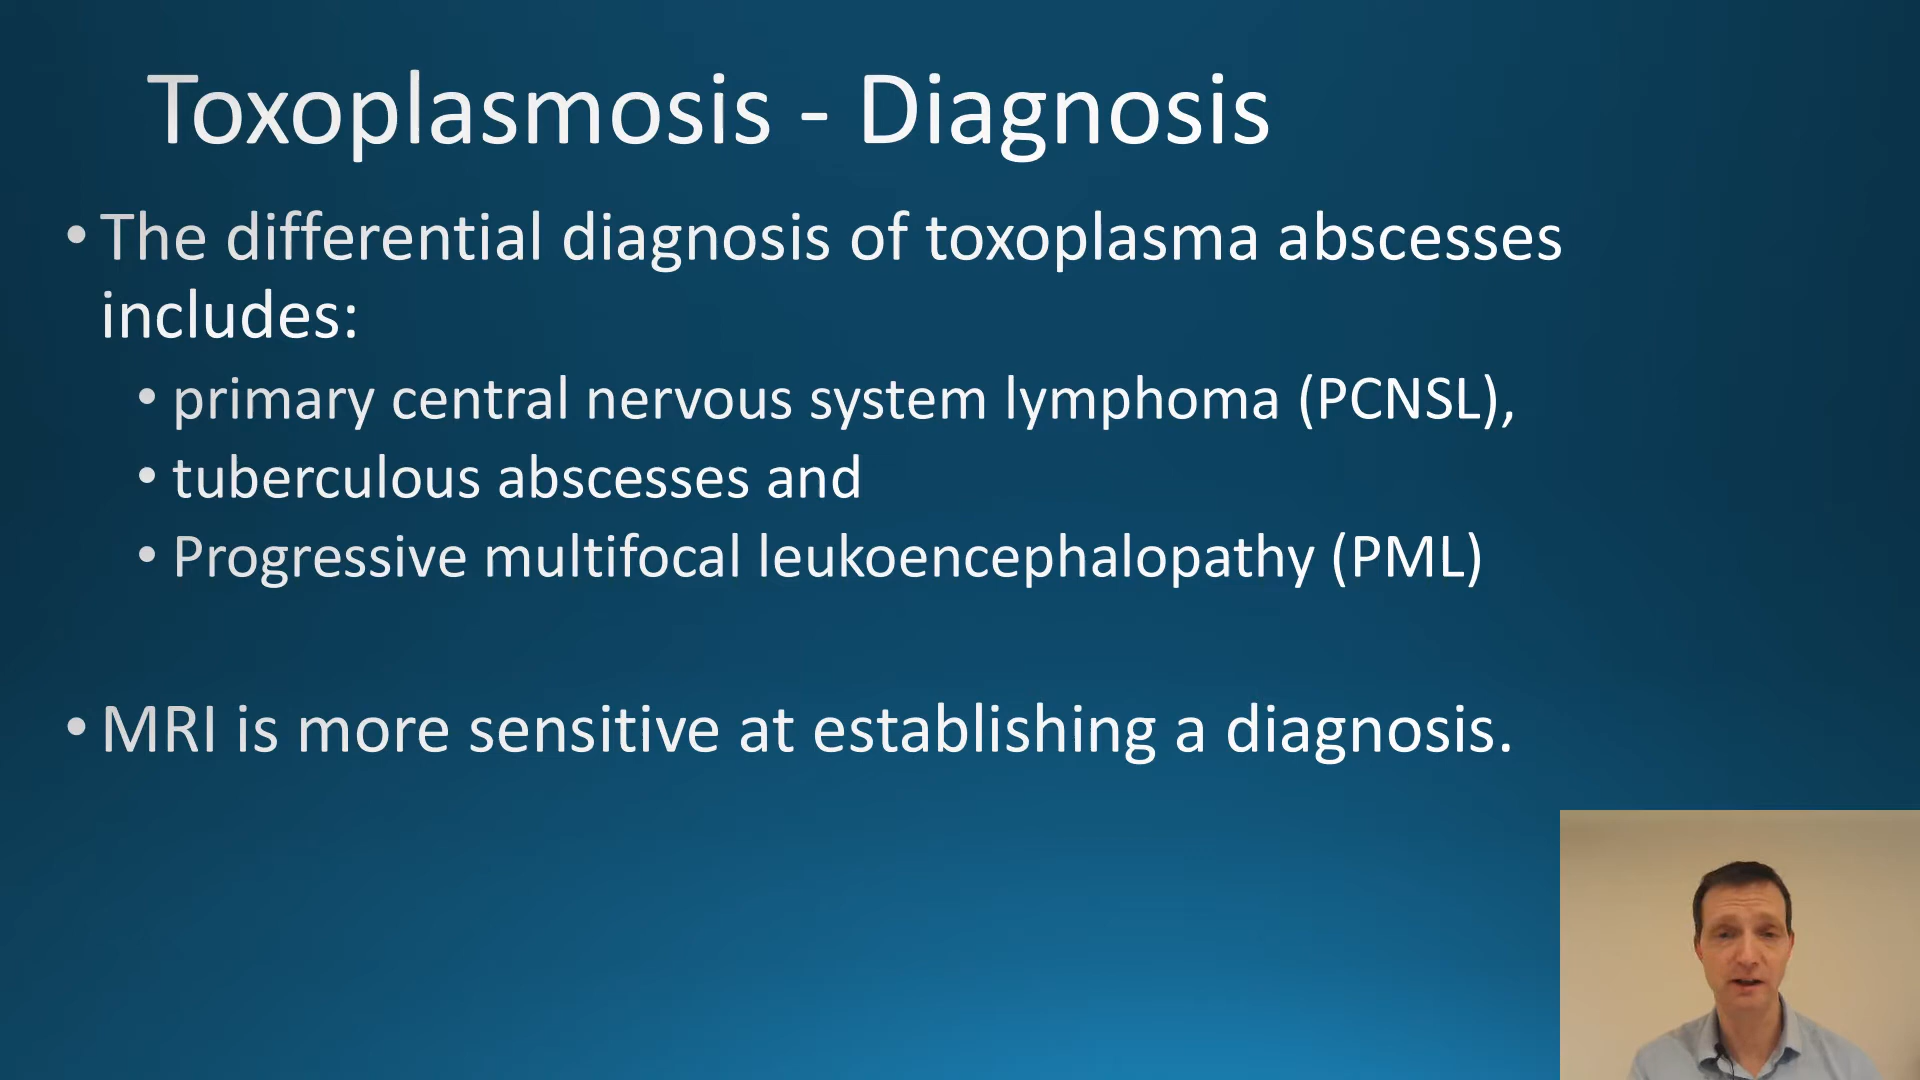 Toxoplasmosis - Diagnosis
• The differential diagnosis of toxoplasma abscesses
includes:
• primary central nervous system lymphoma (PCNSL),
• tuberculous abscesses and
• Progressive multifocal leukoencephalopathy (PML)
• MRI is more sensitive at establishing a diagnosis.